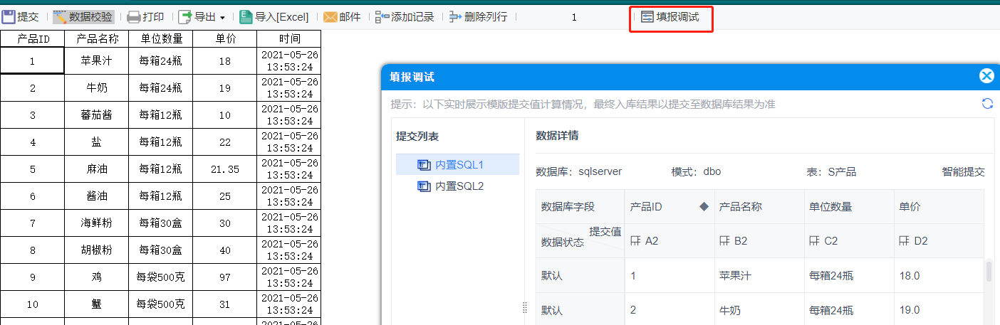 提交 数据校验 打印 导出 导入[Excel] 邮件 添加记录 删除列行 1 填报调试
产品ID 产品名称 单位数量 单价 时间
1 苹果汁 每箱24瓶 18 2021-05-26 13:53:24
2 牛奶 每箱24瓶 19 2021-05-26 13:53:24
3 蕃茄酱 每箱12瓶 10 2021-05-26 13:53:24
4 盐 每箱12瓶 22 2021-05-26 13:53:24
5 麻油 每箱12瓶 21.35 2021-05-26 13:53:24
6 酱油 每箱12瓶 25 2021-05-26 13:53:24
7 海鲜粉 每箱30盒 30 2021-05-26 13:53:24
8 胡椒粉 每箱30盒 40 2021-05-26 13:53:24
9 鸡 每袋500克 97 2021-05-26 13:53:24
10 蟹 每袋500克 31 2021-05-26 13:53:24
2021-05-26
填报调试
提示：以下实时展示模版提交值计算情况，最终入库结果以提交至数据库结果为准
提交列表
内置SQL1
内置SQL2
数据详情
数据库：sqlserver 模式：dbo 表：S产品 智能提交
数据库字段 产品ID 产品名称 单位数量 单价
提交值
数据状态 A2 B2 C2 D2
默认 1 苹果汁 每箱24瓶 18.0
默认 2 牛奶 每箱24瓶 19.0